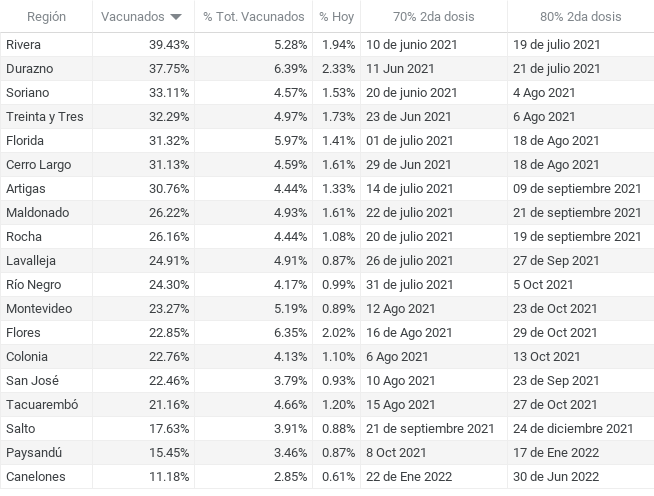 Región Vacunados % Tot. Vacunados % Hoy 70% 2da dosis 80% 2da dosis
Rivera 39.43% 5.28% 1.94% 10 de junio 2021 19 de julio 2021
Durazno 37.75% 6.39% 2.33% 11 Jun 2021 21 de julio 2021
Soriano 33.11% 4.57% 1.53% 20 de junio 2021 4 Ago 2021
Treinta y Tres 32.29% 4.97% 1.73% 23 de Jun 2021 6 Ago 2021
Florida 31.32% 5.97% 1.41% 01 de julio 2021 18 de Ago 2021
Cerro Largo 31.13% 4.59% 1.61% 29 de Jun 2021 18 de Ago 2021
Artigas 30.76% 4.44% 1.33% 14 de julio 2021 09 de septiembre 2021
Maldonado 26.22% 4.93% 1.61% 22 de julio 2021 21 de septiembre 2021
Rocha 26.16% 4.44% 1.08% 20 de julio 2021 19 de septiembre 2021
Lavalleja 24.91% 4.91% 0.87% 26 de julio 2021 27 de Sep 2021
Río Negro 24.30% 4.17% 0.99% 31 de julio 2021 5 Oct 2021
Montevideo 23.27% 5.19% 0.89% 12 Ago 2021 23 de Oct 2021
Flores 22.85% 6.35% 2.02% 16 de Ago 2021 29 de Oct 2021
Colonia 22.76% 4.13% 1.10% 6 Ago 2021 13 Oct 2021
San José 22.46% 3.79% 0.93% 10 Ago 2021 23 de Sep 2021
Tacuarembó 21.16% 4.66% 1.20% 15 Ago 2021 27 de Oct 2021
Salto 17.63% 3.91% 0.88% 21 de septiembre 2021 24 de diciembre 2021
Paysandú 15.45% 3.46% 0.87% 8 Oct 2021 17 de Ene 2022
Canelones 11.18% 2.85% 0.61% 22 de Ene 2022 30 de Jun 2022